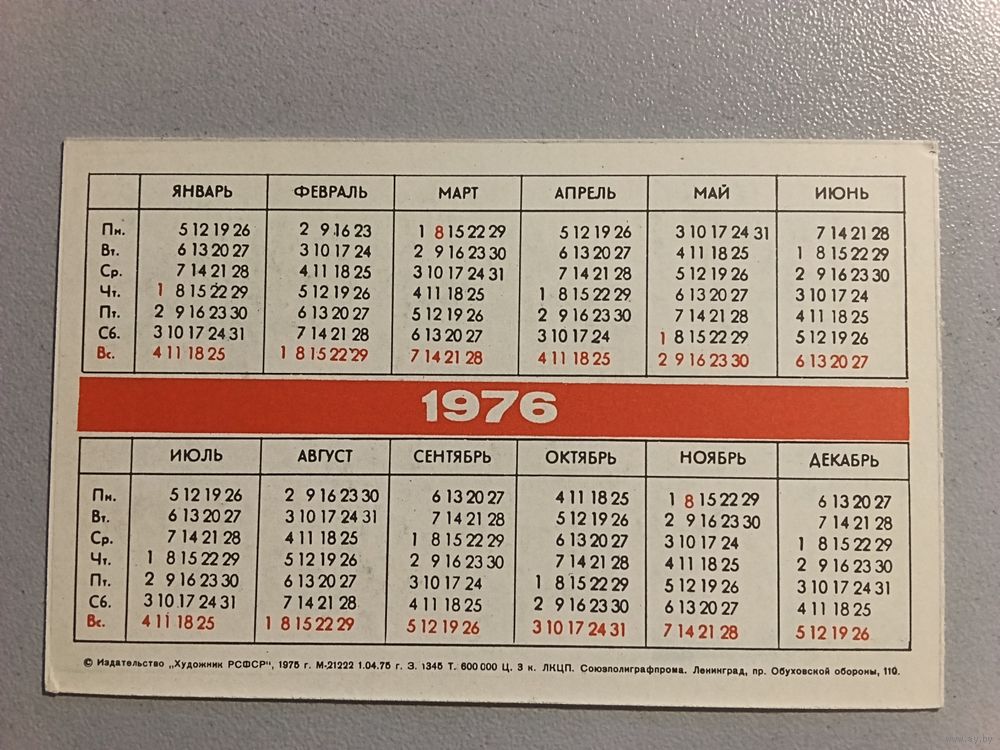 ЯНВАРЬ ФЕВРАЛЬ МАРТ АПРЕЛЬ МАЙ ИЮНЬ
Пн. 5 12 19 26 2 9 16 23 1 8 15 22 29 5 12 19 26 3 10 17 24 31 7 14 21 28
Вт. 6 13 20 27 3 10 17 24 2 9 16 23 30 6 13 20 27 4 11 18 25 1 8 15 22 29
Ср. 7 14 21 28 4 11 18 25 3 10 17 24 31 7 14 21 28 5 12 19 26 2 9 16 23 30
Чт. 1 8 15 22 29 5 12 19 26 4 11 18 25 1 8 15 22 29 6 13 20 27 3 10 17 24
Пт. 2 9 16 23 30 6 13 20 27 5 12 19 26 2 9 16 23 30 7 14 21 28 4 11 18 25
Сб. 3 10 17 24 31 7 14 21 28 6 13 20 27 3 10 17 24 1 8 15 22 29 5 12 19 26
Вс. 4 11 18 25 1 8 15 22 29 7 14 21 28 4 11 18 25 2 9 16 23 30 6 13 20 27
1976
ИЮЛЬ АВГУСТ СЕНТЯБРЬ ОКТЯБРЬ НОЯБРЬ ДЕКАБРЬ
Пн. 5 12 19 26 2 9 16 23 30 6 13 20 27 4 11 18 25 1 8 15 22 29 6 13 20 27
Вт. 6 13 20 27 3 10 17 24 31 7 14 21 28 5 12 19 26 2 9 16 23 30 7 14 21 28
Ср. 7 14 21 28 4 11 18 25 1 8 15 22 29 6 13 20 27 3 10 17 24 1 8 15 22 29
Чт. 1 8 15 22 29 5 12 19 26 2 9 16 23 30 7 14 21 28 4 11 18 25 2 9 16 23 30
Пт. 2 9 16 23 30 6 13 20 27 3 10 17 24 1 8 15 22 29 5 12 19 26 3 10 17 24 31
Сб. 3 10 17 24 31 7 14 21 28 4 11 18 25 2 9 16 23 30 6 13 20 27 4 11 18 25
Вс. 4 11 18 25 1 8 15 22 29 5 12 19 26 3 10 17 24 31 7 14 21 28 5 12 19 26
© Издательство „Художник РСФСР", 1975 г. М-21222 1.04.75 г. З. 1345 Т. 600 000 Ц. 3 к. ЛКЦП. Союзполиграфпрома. Ленинград, пр. Обуховской обороны, 110.
www.ay.by